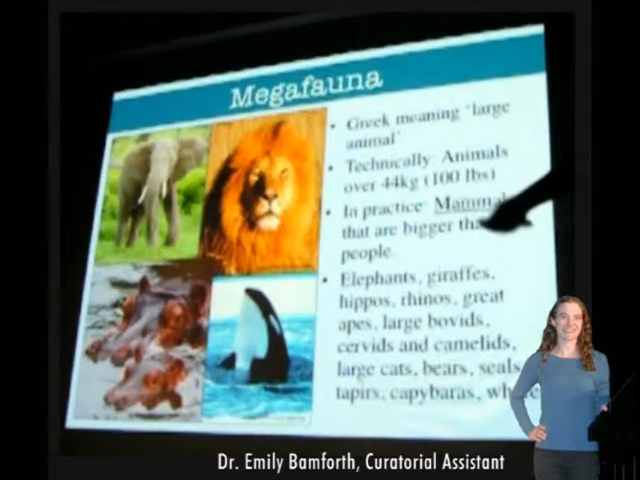 Megafauna
• Greek meaning 'large
animal'
• Technically: Animals
over 44kg (100 lbs)
• In practice: Mammals
that are bigger than
people.
• Elephants, giraffes,
hippos, rhinos, great
apes, large bovids,
cervids and camelids,
large cats, bears, seals,
tapirs, capybaras,
Dr. Emily Bamforth, Curatorial Assistant